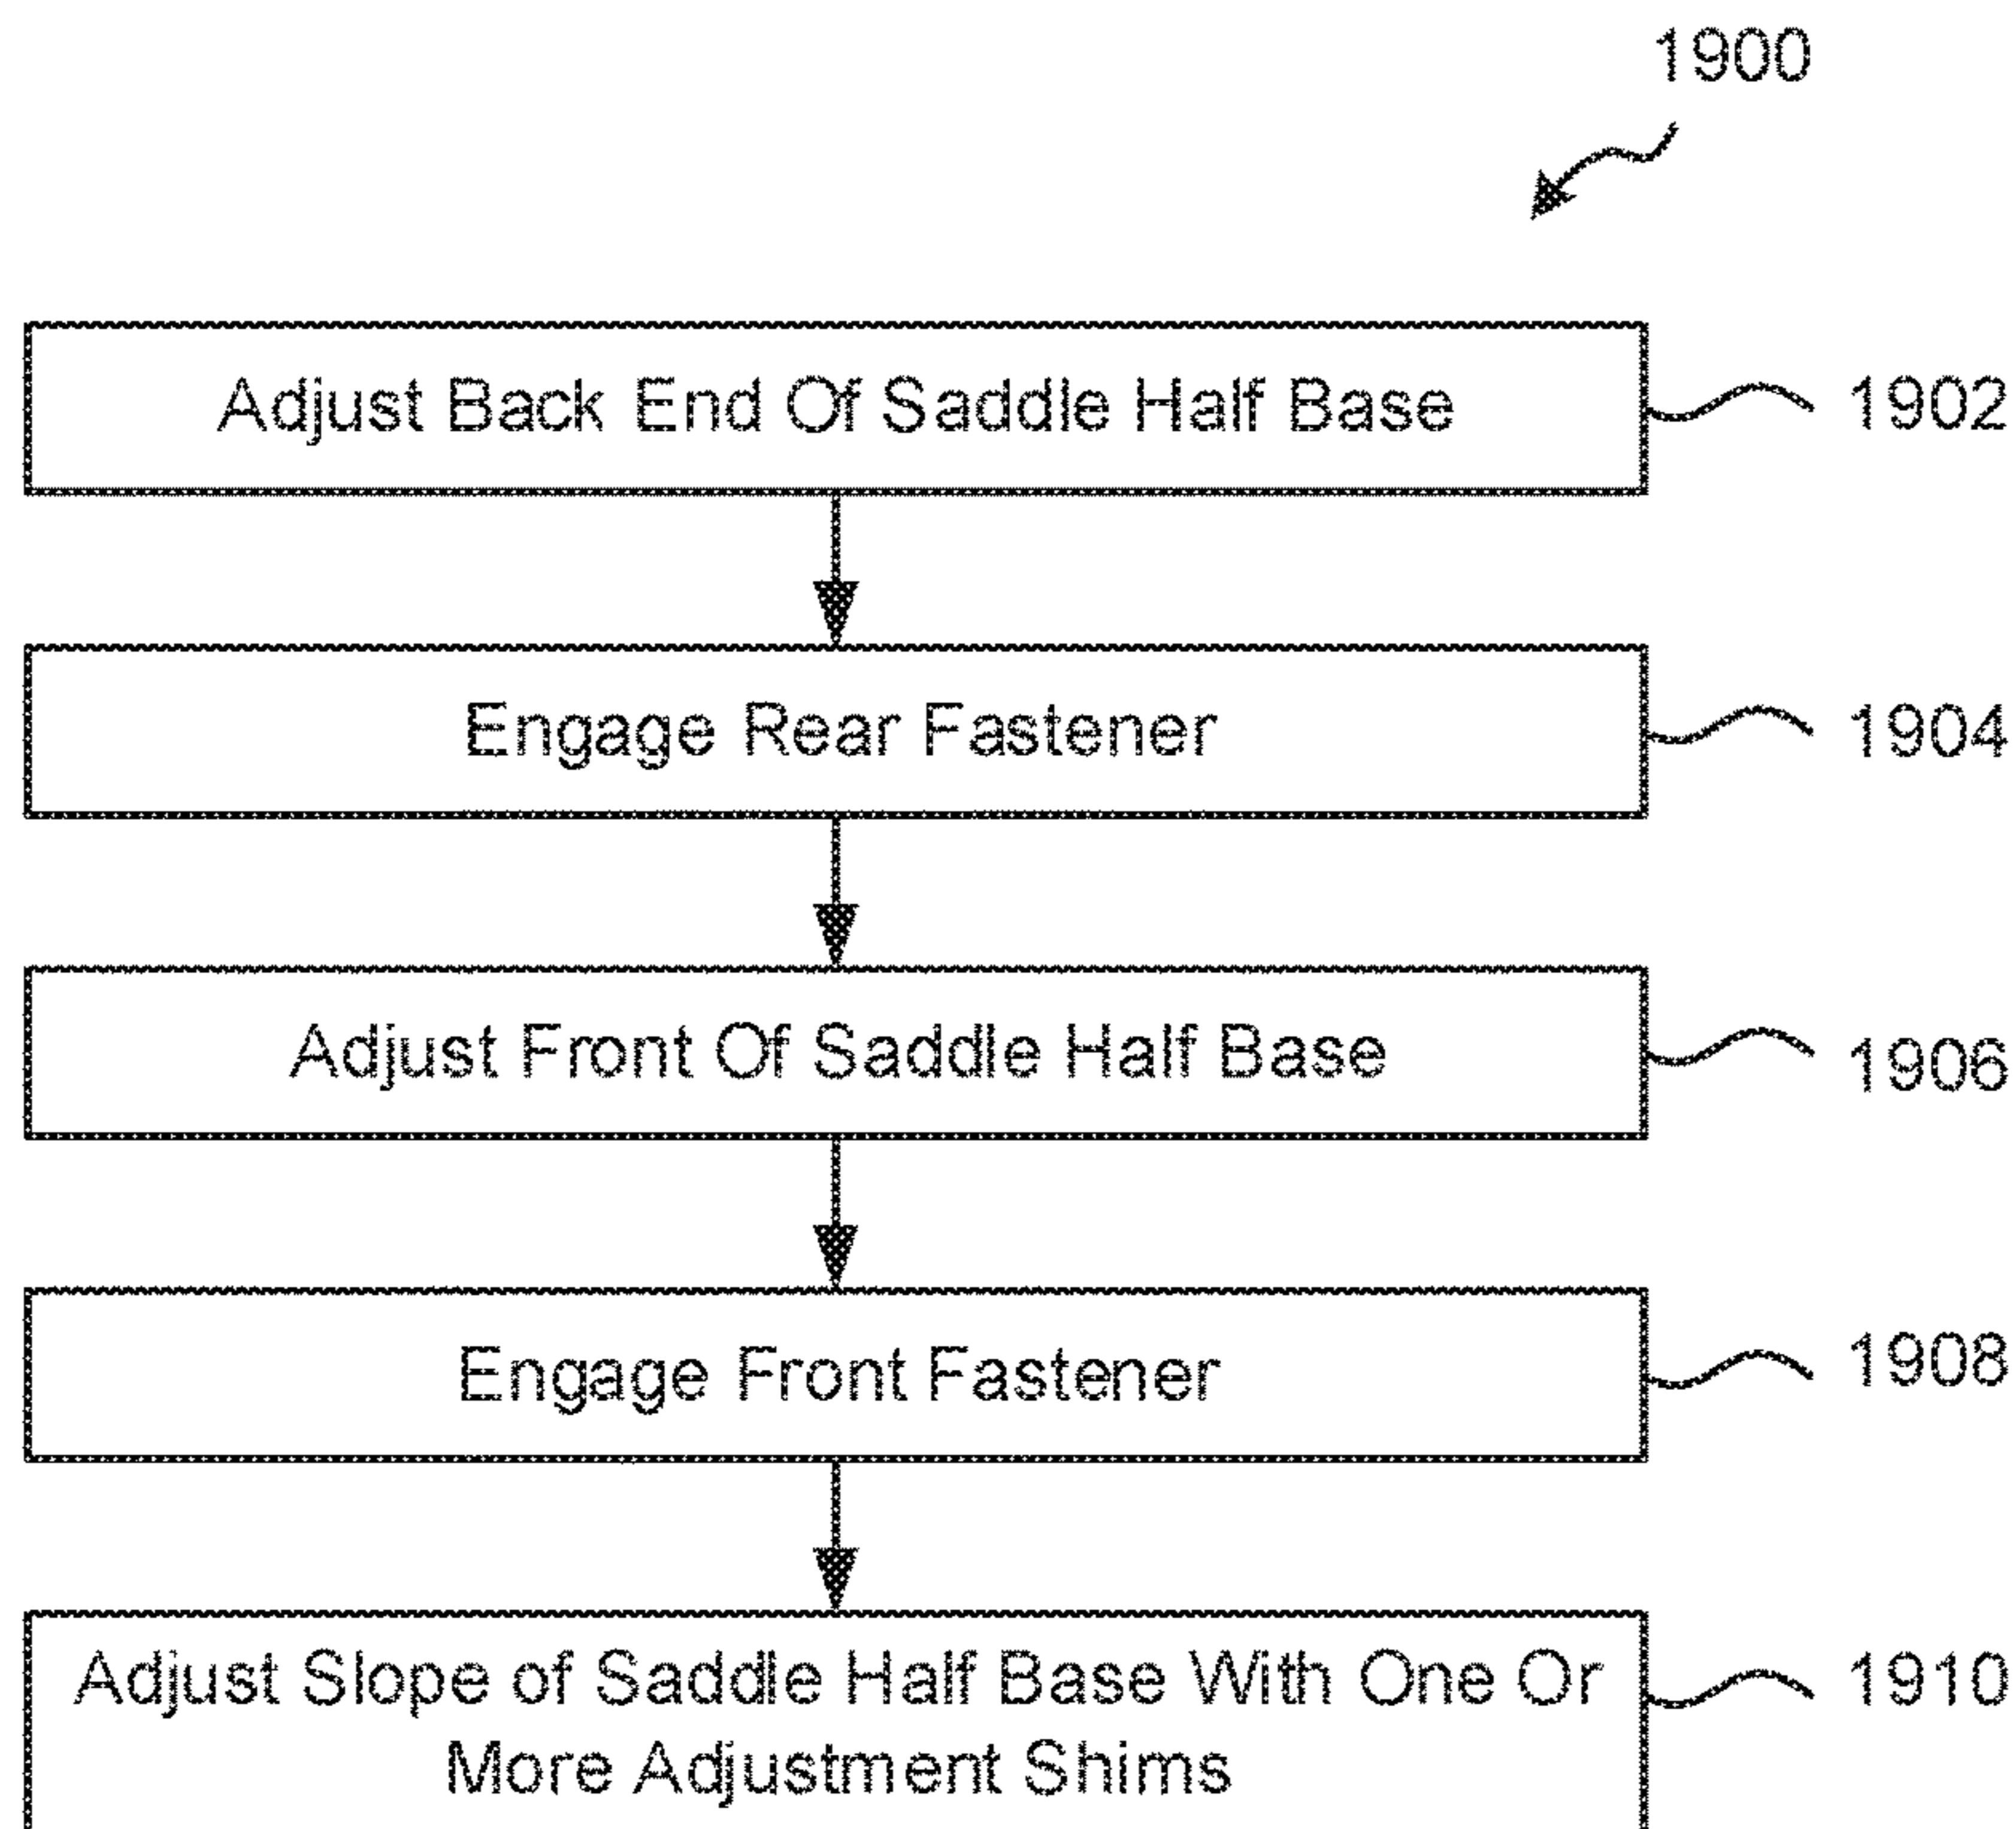 1900
Adjust Back End Of Saddle Half Base
1902
Engage Rear Fastener
1904
Adjust Front Of Saddle Half Base
1906
Engage Front Fastener
1908
Adjust Slope of Saddle Half Base With One Or
More Adjustment Shims
1910